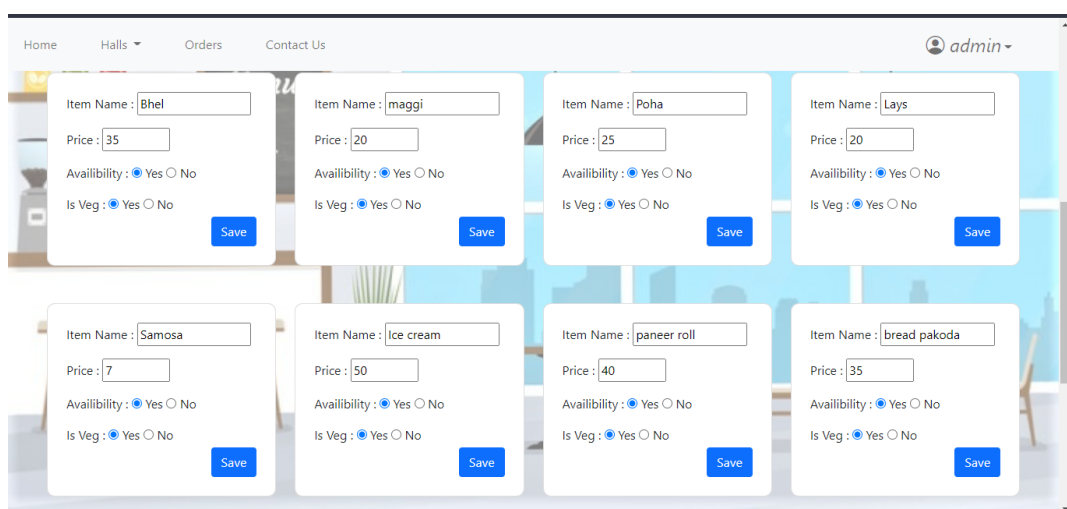 Home Halls Orders Contact Us admin
nu
Item Name : Bhel
Price : 35
Availibility : Yes No
Is Veg : Yes No
Save
Item Name : maggi
Price : 20
Availibility : Yes No
Is Veg : Yes No
Save
Item Name : Poha
Price : 25
Availibility : Yes No
Is Veg : Yes No
Save
Item Name : Lays
Price : 20
Availibility : Yes No
Is Veg : Yes No
Save
Item Name : Samosa
Price : 7
Availibility : Yes No
Is Veg : Yes No
Save
Item Name : Ice cream
Price : 50
Availibility : Yes No
Is Veg : Yes No
Save
Item Name : paneer roll
Price : 40
Availibility : Yes No
Is Veg : Yes No
Save
Item Name : bread pakoda
Price : 35
Availibility : Yes No
Is Veg : Yes No
Save